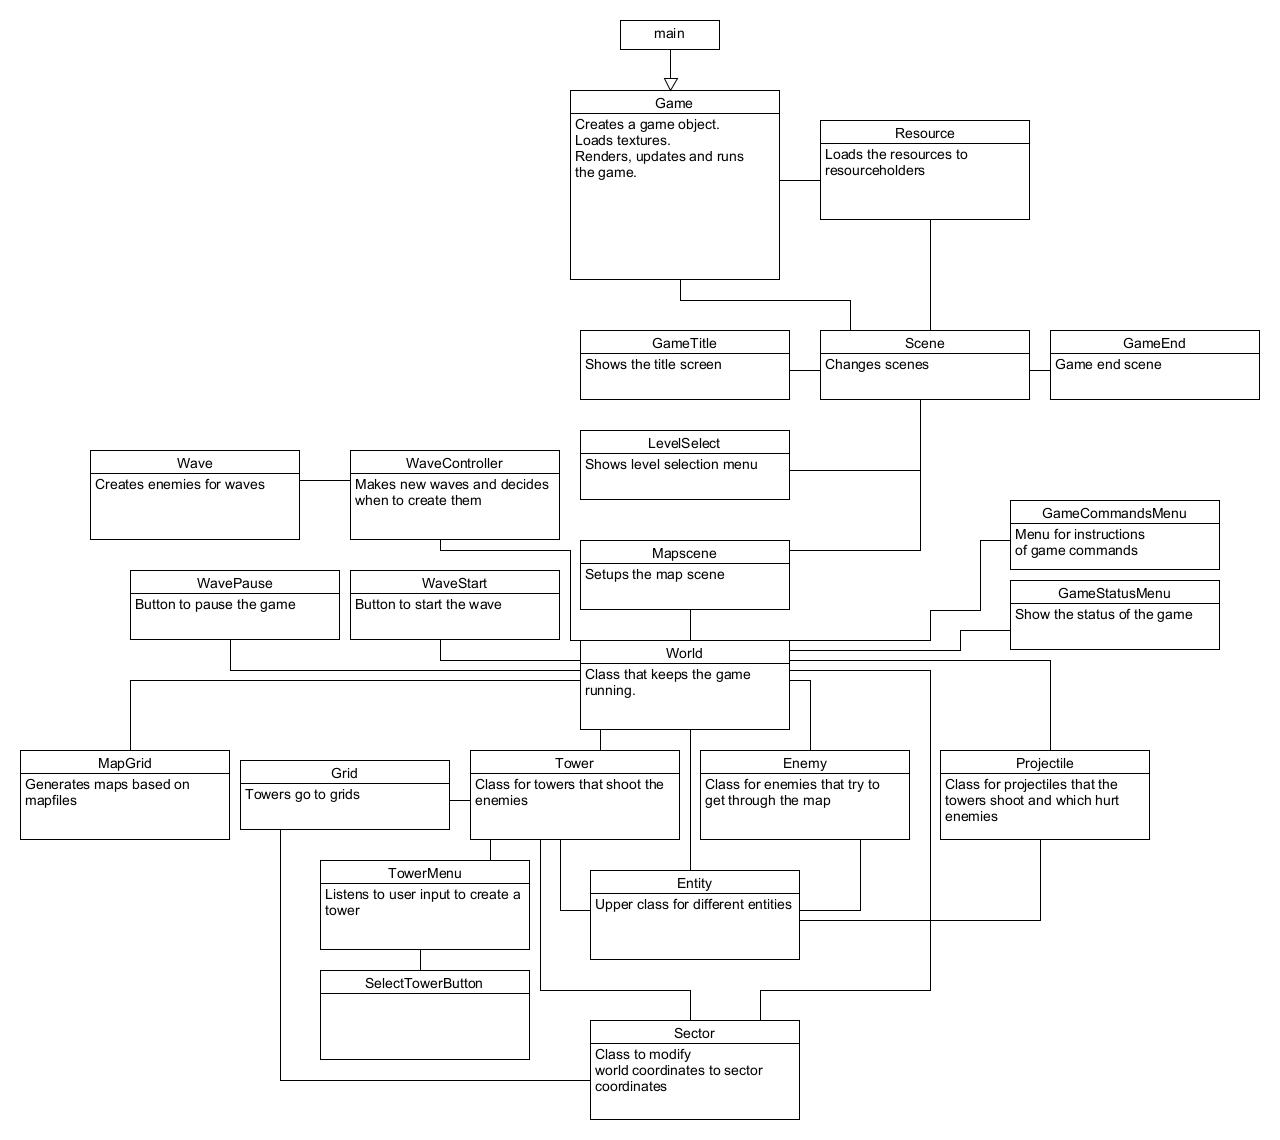 main
Game
Creates a game object.
Loads textures.
Renders, updates and runs
the game.
Resource
Loads the resources to
resourceholders
GameTitle
Shows the title screen
Scene
Changes scenes
GameEnd
Game end scene
LevelSelect
Shows level selection menu
Wave
Creates enemies for waves
WaveController
Makes new waves and decides
when to create them
GameCommandsMenu
Menu for instructions
of game commands
Mapscene
Setups the map scene
WavePause
Button to pause the game
WaveStart
Button to start the wave
GameStatusMenu
Show the status of the game
World
Class that keeps the game
running.
MapGrid
Generates maps based on
mapfiles
Grid
Towers go to grids
Tower
Class for towers that shoot the
enemies
Enemy
Class for enemies that try to
get through the map
Projectile
Class for projectiles that the
towers shoot and which hurt
enemies
TowerMenu
Listens to user input to create a
tower
Entity
Upper class for different entities
SelectTowerButton
Sector
Class to modify
world coordinates to sector
coordinates